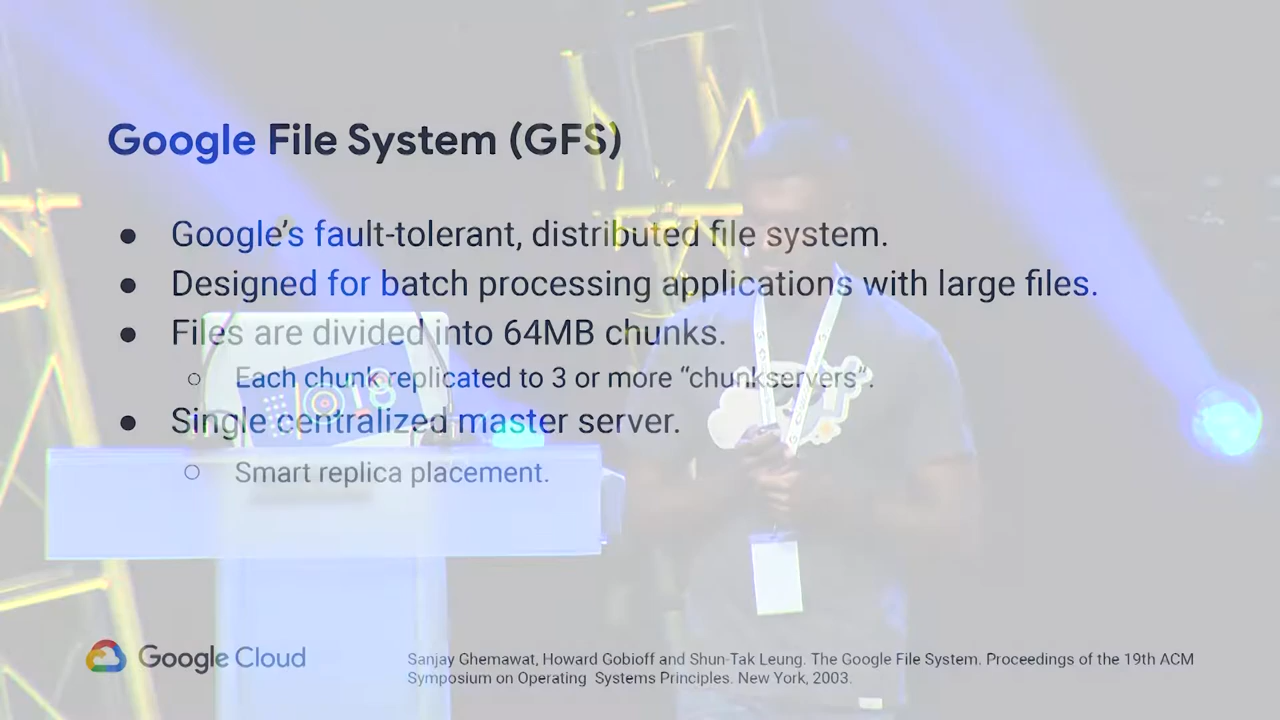 Google File System (GFS)
● Google’s fault-tolerant, distributed file system.
● Designed for batch processing applications with large files.
● Files are divided into 64MB chunks.
○ Each chunk replicated to 3 or more “chunkservers”.
● Single centralized master server.
○ Smart replica placement.
Google Cloud
Sanjay Ghemawat, Howard Gobioff and Shun-Tak Leung. The Google File System. Proceedings of the 19th ACM
Symposium on Operating Systems Principles. New York, 2003.